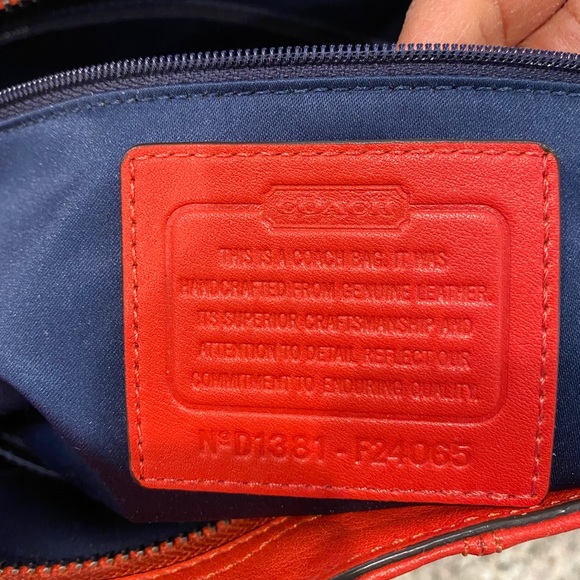 COACH
THIS IS A COACH BAG. IT WAS
HANDCRAFTED FROM GENUINE LEATHER.
ITS SUPERIOR CRAFTSMANSHIP AND
ATTENTION TO DETAIL REFLECT OUR
COMMITMENT TO ENDURING QUALITY.
Nº D1381 - F24065